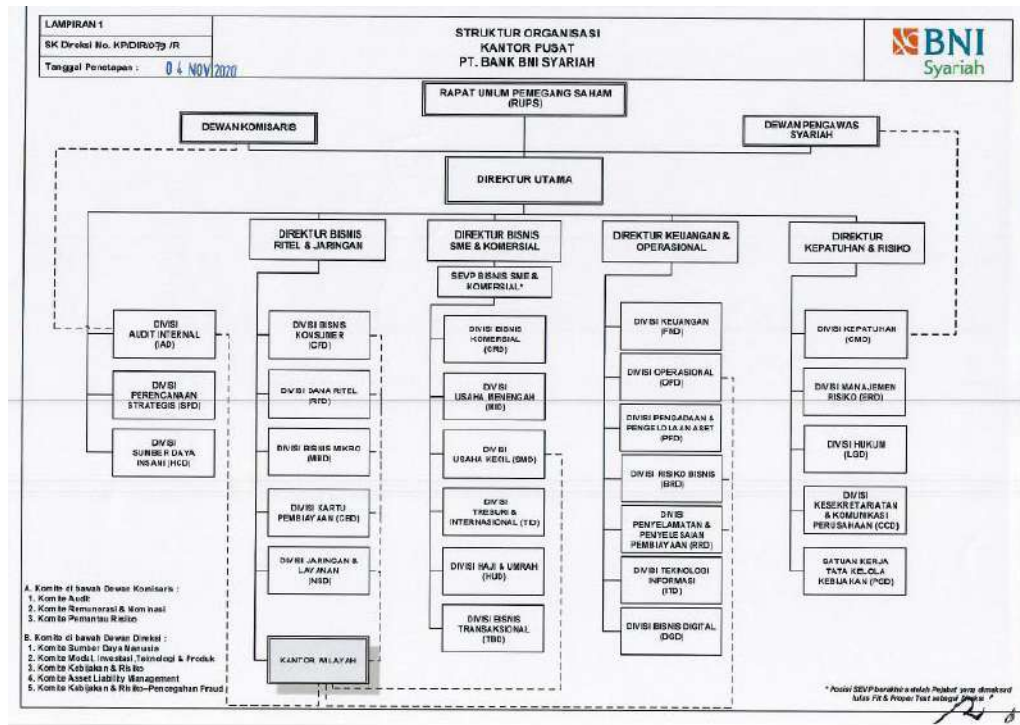 LAMPIRAN 1
SK Direksi No. KP/DIR/079 /R
Tanggal Penetapan : 04 NOV 2020
STRUKTUR ORGANISASI
KANTOR PUSAT
PT. BANK BNI SYARIAH
BNI
Syariah
RAPAT UMUM PEMEGANG SAHAM
(RUPS)
DEWAN KOMISARIS
DEWAN PENGAWAS
SYARIAH
DIREKTUR UTAMA
DIREKTUR BISNIS
RITEL & JARINGAN
DIREKTUR BISNIS
SME & KOMERSIAL
DIREKTUR KEUANGAN &
OPERASIONAL
DIREKTUR
KEPATUHAN & RISIKO
SEVP BISNIS SME &
KOMERSIAL*
DIVISI
AUDIT INTERNAL
(IAD)
DIVISI
PERENCANAAN
STRATEGIS (SPD)
DIVISI
SUMBER DAYA
INSANI (HCD)
DIVISI BISNIS
KONSUMER
(CFD)
DIVISI DANA RITEL
(RFD)
DIVISI BISNIS MIKRO
(MBD)
DIVISI KARTU
PEMBIAYAAN (CBD)
DIVISI JARINGAN &
LAYANAN
(NSD)
KANTOR WILAYAH
DIVISI BISNIS
KOMERSIAL
DIVISI
USAHA MENENGAH
DIVISI
USAHA KECIL (SMD)
DIVISI
TRESURI &
INTERNASIONAL (TID)
DIVISI HAJI & UMRAH
(HUD)
DIVISI BISNIS
TRANSAKSIONAL
(TBD)
DIVISI KEUANGAN
(FND)
DIVISI OPERASIONAL
(OFD)
DIVISI PENGADAAN &
PENGELOLAAN ASET
(PFD)
DIVISI RISIKO BISNIS
(BRD)
DIVISI
PENYELAMATAN &
PENYELESAIAN
PEMBIAYAAN (RRD)
DIVISI TEKNOLOGI
INFORMASI
(ITD)
DIVISI BISNIS DIGITAL
(DGD)
DIVISI KEPATUHAN
(CMD)
DIVISI MANAJEMEN
RISIKO (ERD)
DIVISI HUKUM
(LGD)
DIVISI
KESEKRETARIATAN
& KOMUNIKASI
PERUSAHAAN (CCD)
SATUAN KERJA
TATA KELOLA
KEBIJAKAN (PCD)
A. Komite di bawah Dewan Komisaris :
1. Komite Audit
2. Komite Remunerasi & Nominasi
3. Komite Pemantau Risiko
B. Komite di bawah Dewan Direksi :
1. Komite Sumber Daya Manusia
2. Komite Modal, Investasi, Teknologi & Produk
3. Komite Kebijakan & Risiko
4. Komite Asset Liability Management
5. Komite Kebijakan & Risiko-Pencegahan Fraud
* Posisi SEVP berakhir setelah Pejabat yang dimaksud
lulus Fit & Proper Test sebagai Direksi